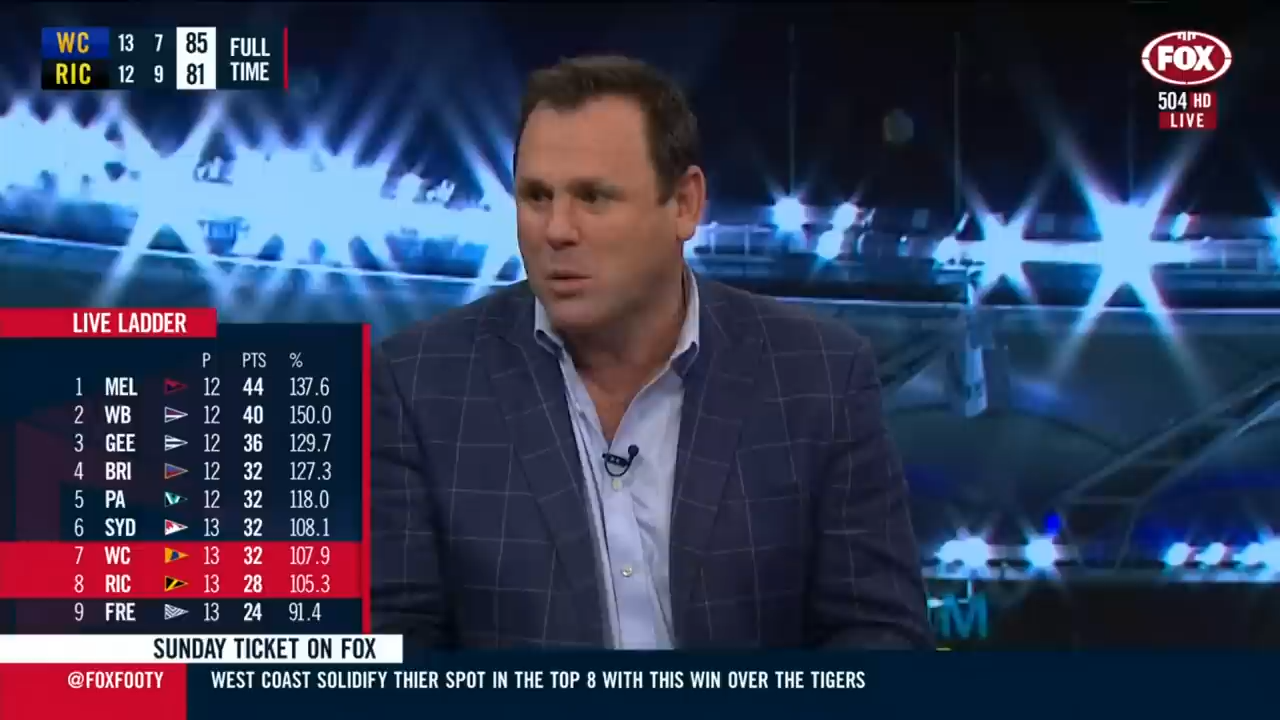 WC 13 7 85
RIC 12 9 81
FULL
TIME
FOX
504 HD
LIVE
LIVE LADDER
P PTS %
1 MEL 12 44 137.6
2 WB 12 40 150.0
3 GEE 12 36 129.7
4 BRI 12 32 127.3
5 PA 12 32 118.0
6 SYD 13 32 108.1
7 WC 13 32 107.9
8 RIC 13 28 105.3
9 FRE 13 24 91.4
M
SUNDAY TICKET ON FOX
@FOXFOOTY WEST COAST SOLIDIFY THIER SPOT IN THE TOP 8 WITH THIS WIN OVER THE TIGERS